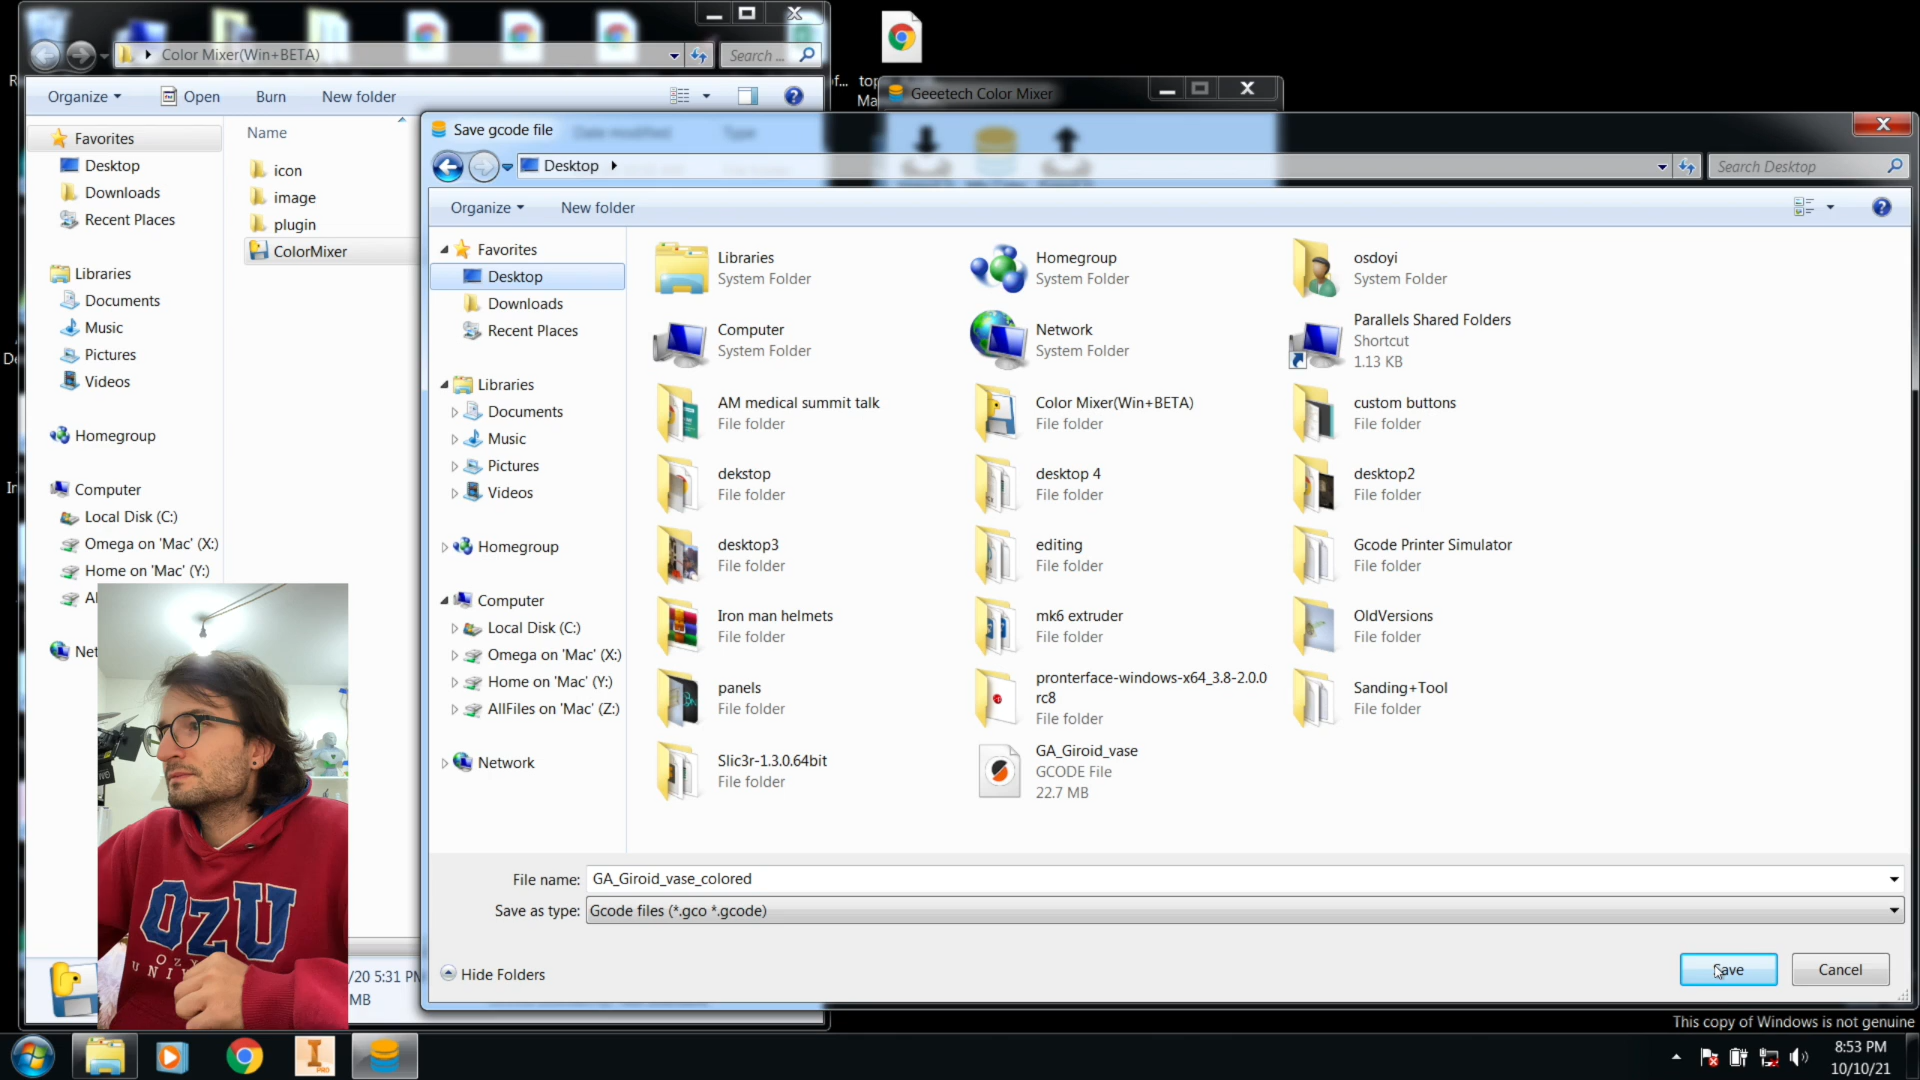 Color Mixer(Win+BETA)
Search ...
Organize
Open
Burn
New folder
Name
Favorites
Desktop
Downloads
Recent Places
Libraries
Documents
Music
Pictures
Videos
Homegroup
Computer
Local Disk (C:)
Omega on 'Mac' (X:)
Home on 'Mac' (Y:)
icon
image
plugin
ColorMixer
/20 5:31 PM
MB
Geeetech Color Mixer
Save gcode file
Desktop
Search Desktop
Organize
New folder
Favorites
Desktop
Downloads
Recent Places
Libraries
Documents
Music
Pictures
Videos
Homegroup
Computer
Local Disk (C:)
Omega on 'Mac' (X:)
Home on 'Mac' (Y:)
AllFiles on 'Mac' (Z:)
Network
Libraries
System Folder
Homegroup
System Folder
osdoyi
System Folder
Computer
System Folder
Network
System Folder
Parallels Shared Folders
Shortcut
1.13 KB
AM medical summit talk
File folder
Color Mixer(Win+BETA)
File folder
custom buttons
File folder
dekstop
File folder
desktop 4
File folder
desktop2
File folder
desktop3
File folder
editing
File folder
Gcode Printer Simulator
File folder
Iron man helmets
File folder
mk6 extruder
File folder
OldVersions
File folder
panels
File folder
pronterface-windows-x64_3.8-2.0.0
rc8
File folder
Sanding+Tool
File folder
Slic3r-1.3.0.64bit
File folder
GA_Giroid_vase
GCODE File
22.7 MB
File name:
GA_Giroid_vase_colored
Save as type:
Gcode files (*.gco *.gcode)
Hide Folders
Save
Cancel
OZU
This copy of Windows is not genuine
8:53 PM
10/10/21